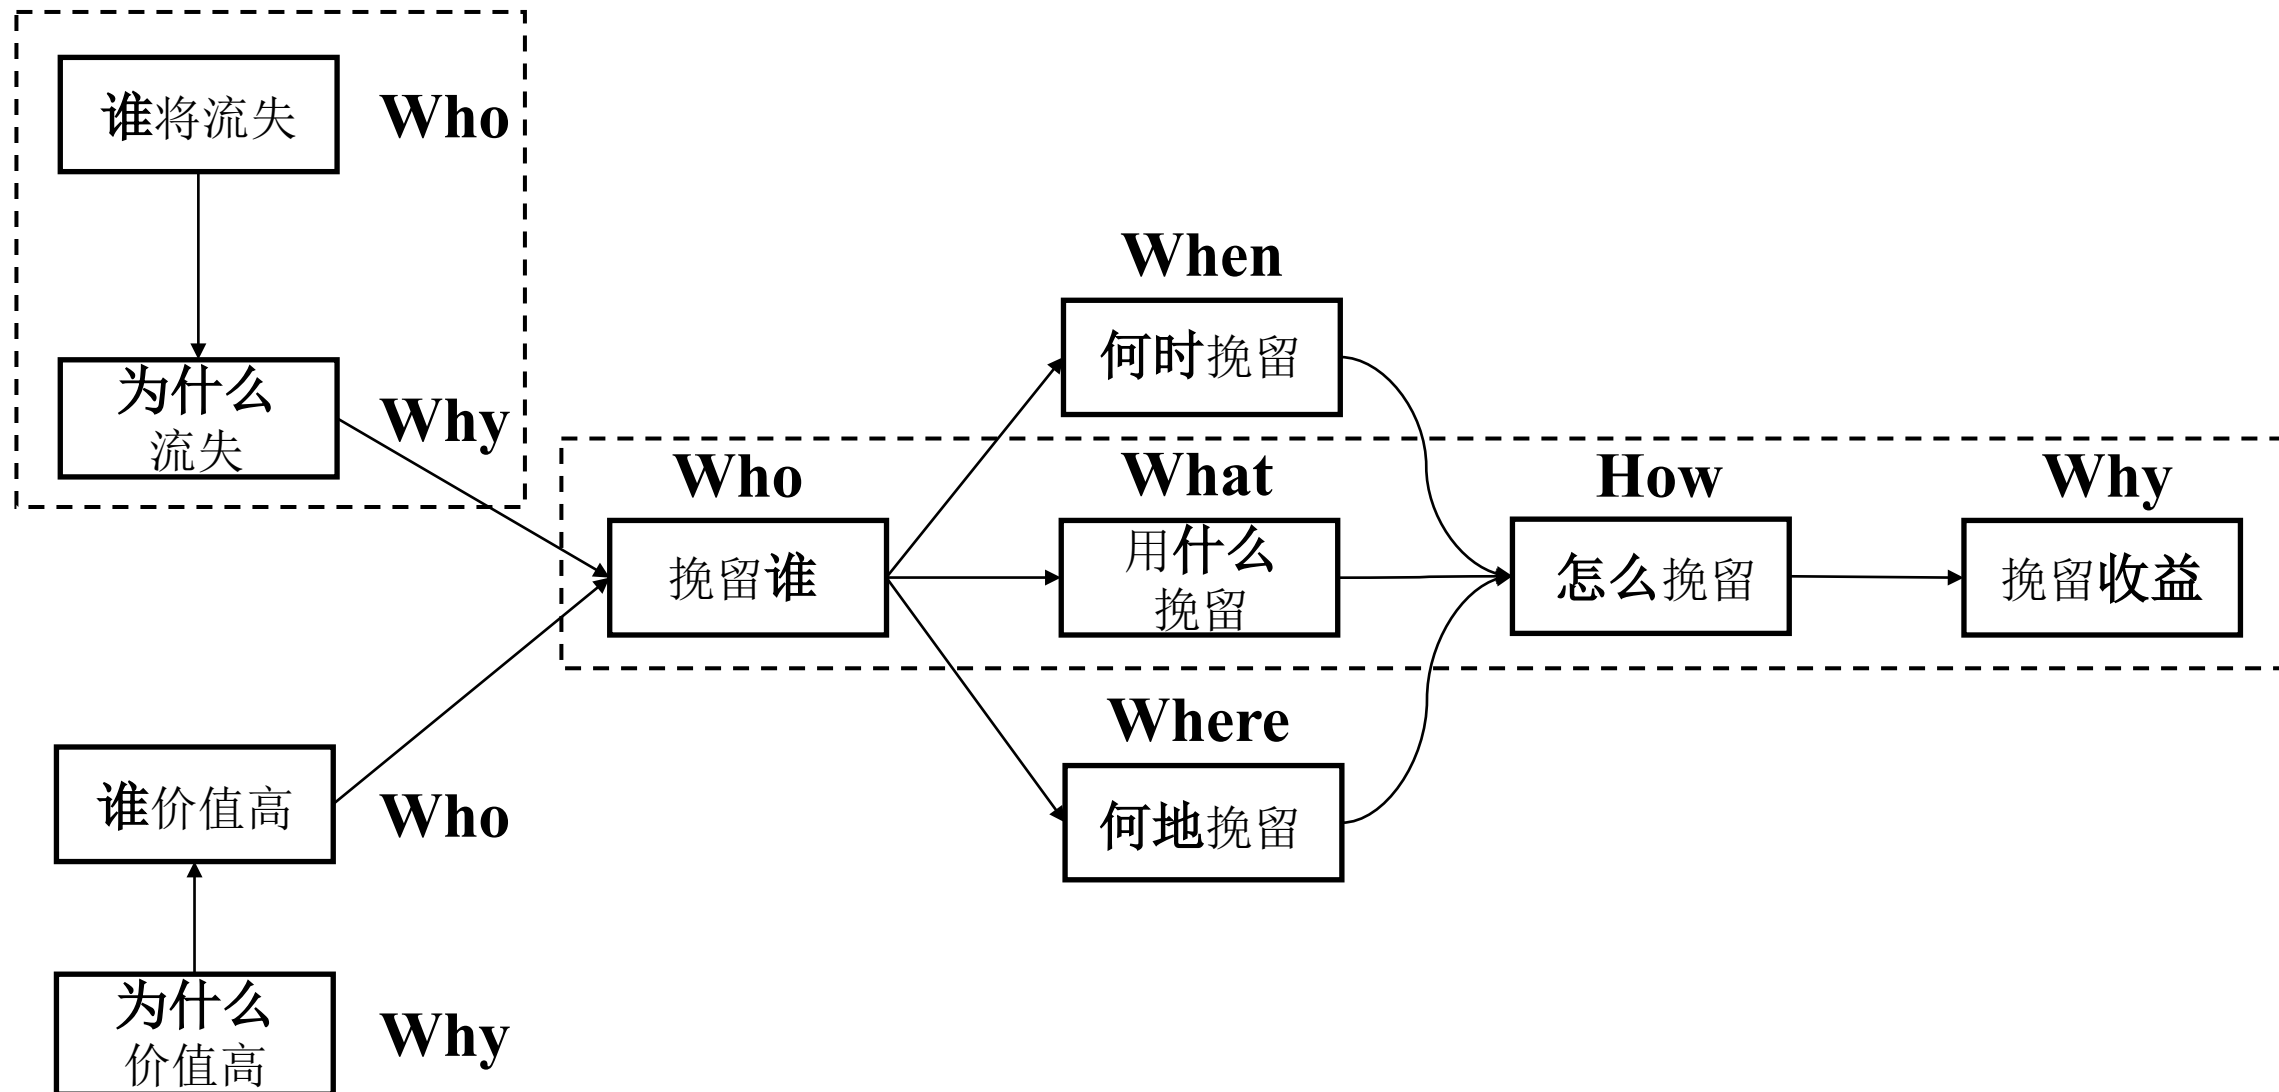 谁将流失
Who
为什么
流失
Why
谁价值高
Who
为什么
价值高
Why
Who
挽留谁
When
何时挽留
What
用什么
挽留
Where
何地挽留
How
怎么挽留
Why
挽留收益